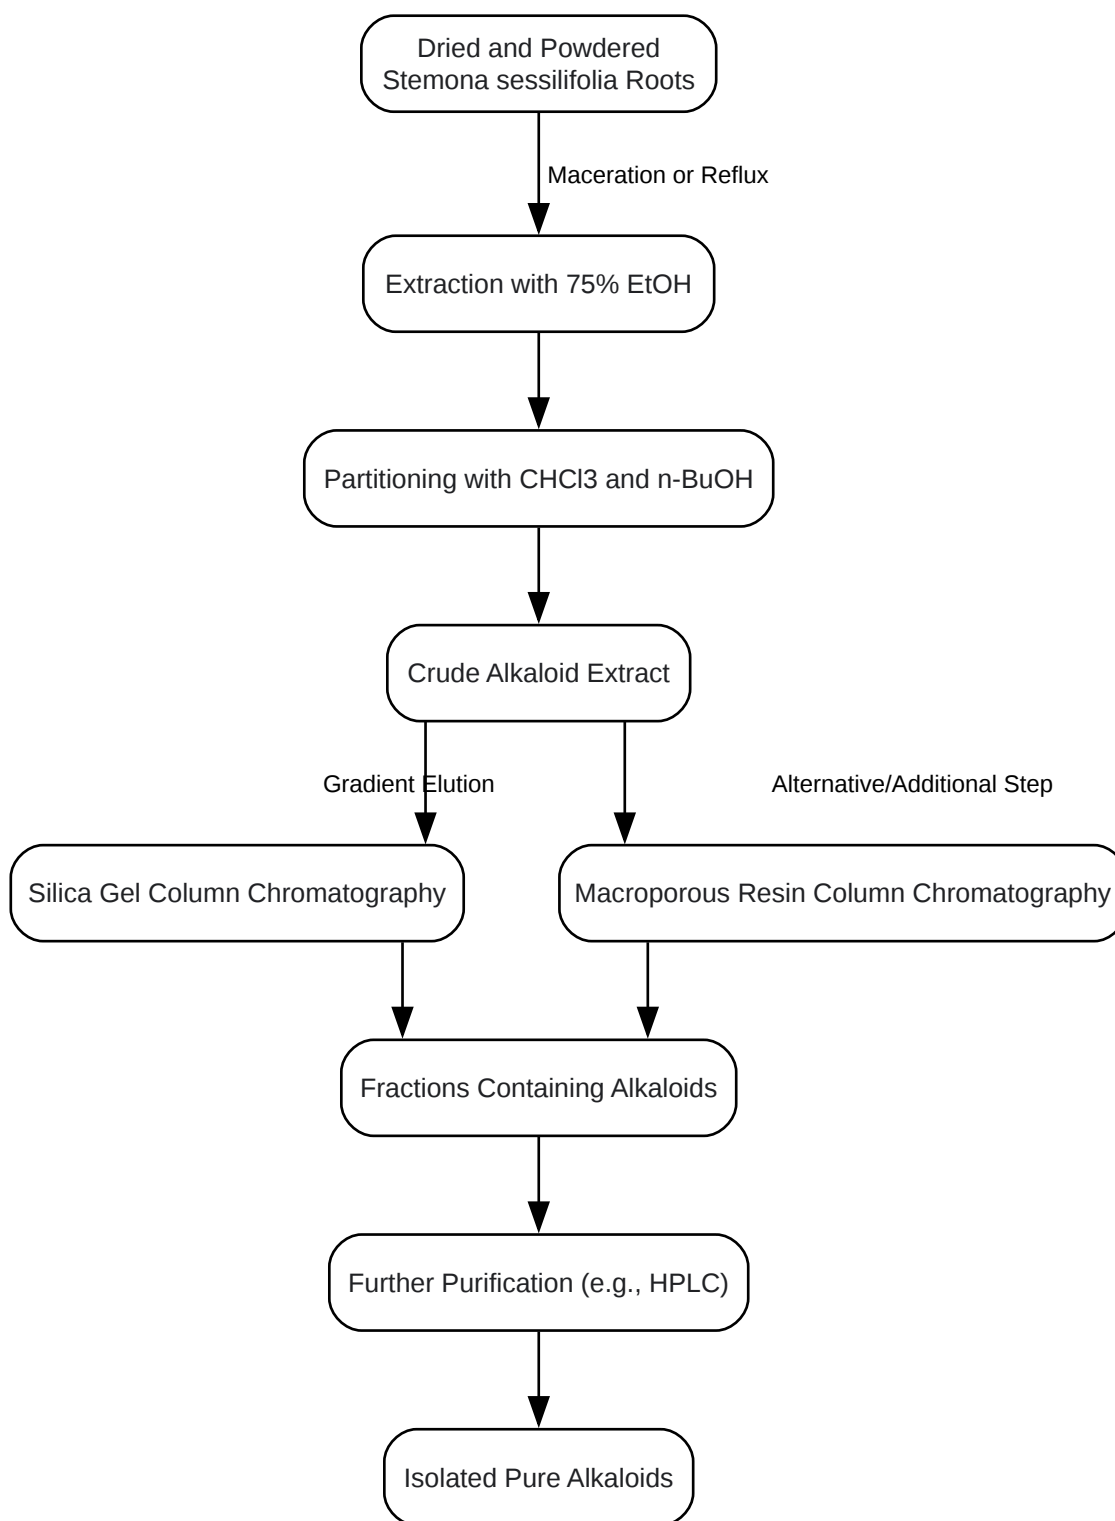 Dried and Powdered
Stemona sessilifolia Roots
Maceration or Reflux
Extraction with 75% EtOH
Partitioning with CHCl3 and n-BuOH
Crude Alkaloid Extract
Gradient Elution
Alternative/Additional Step
Silica Gel Column Chromatography
Macroporous Resin Column Chromatography
Fractions Containing Alkaloids
Further Purification (e.g., HPLC)
Isolated Pure Alkaloids